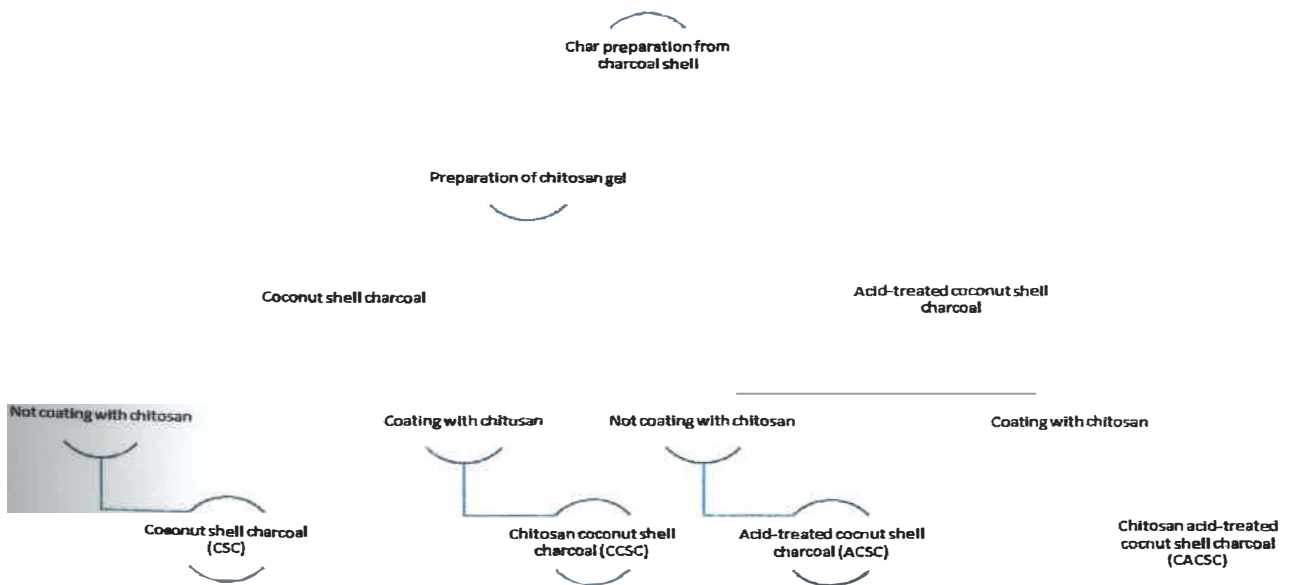 Char preparation from
charcoal shell
Preparation of chitosan gel
Coconut shell charcoal
Acid-treated coconut shell
charcoal
Not coating with chitosan
Coating with chitusan
Not coating with chitosan
Coating with chitosan
Coconut shell charcoal
(CSC)
Chitosan coconut shell
charcoal (CCSC)
Acid-treated cocnut shell
charcoal (ACSC)
Chitosan acid-treated
cocnut shell charcoal
(CACSC)